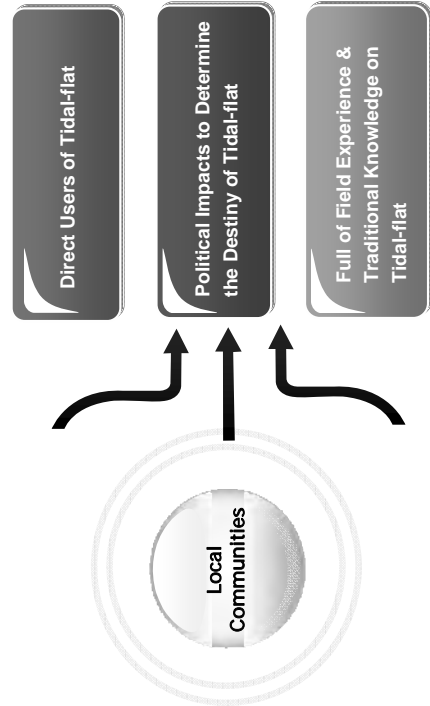 Direct Users of Tidal-flat
Political Impacts to Determine
the Destiny of Tidal-flat
Full of Field Experience &
Traditional Knowledge on
Tidal-flat
Local
Communities